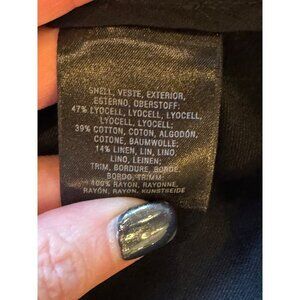 SHELL, VESTE, EXTERIOR,
ESTERNO, OBERSTOFF:
47% LYOCELL, LYOCELL, LYOCELL,
LYOCELL, LYOCELL;
39% COTTON, COTON, ALGODÓN,
COTONE, BAUMWOLLE;
14% LINEN, LIN, LINO,
LINO, LEINEN;
TRIM, BORDURE, BORDE,
BORDO, TRIMM:
100% RAYON, RAYONNE,
RAYÓN, RAYON, KUNSTSEIDE